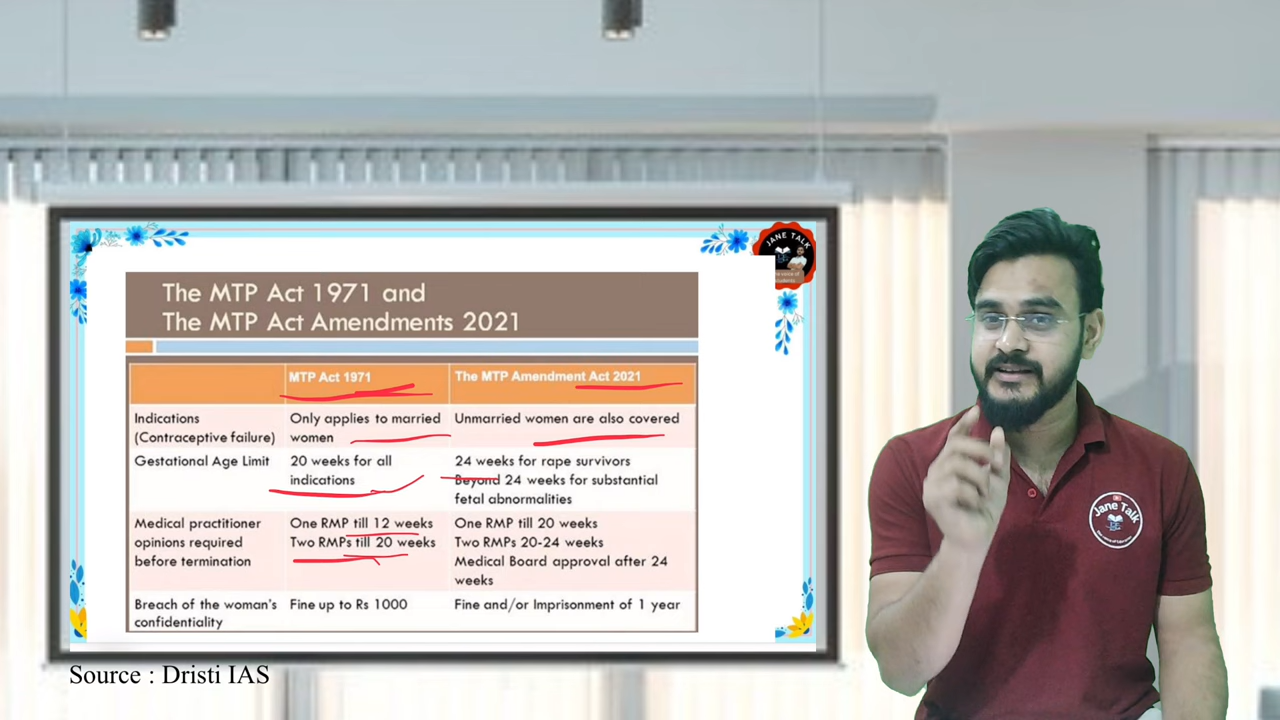 JANE TALK
The MTP Act 1971 and
The MTP Act Amendments 2021
MTP Act 1971
The MTP Amendment Act 2021
Indications
(Contraceptive failure)
Only applies to married
women
Unmarried women are also covered
Gestational Age Limit
20 weeks for all
indications
24 weeks for rape survivors
Beyond 24 weeks for substantial
fetal abnormalities
Medical practitioner
opinions required
before termination
One RMP till 12 weeks
Two RMPs till 20 weeks
One RMP till 20 weeks
Two RMPs 20-24 weeks
Medical Board approval after 24
weeks
Breach of the woman's
confidentiality
Fine up to Rs 1000
Fine and/or Imprisonment of 1 year
Jane Talk
Source : Dristi IAS